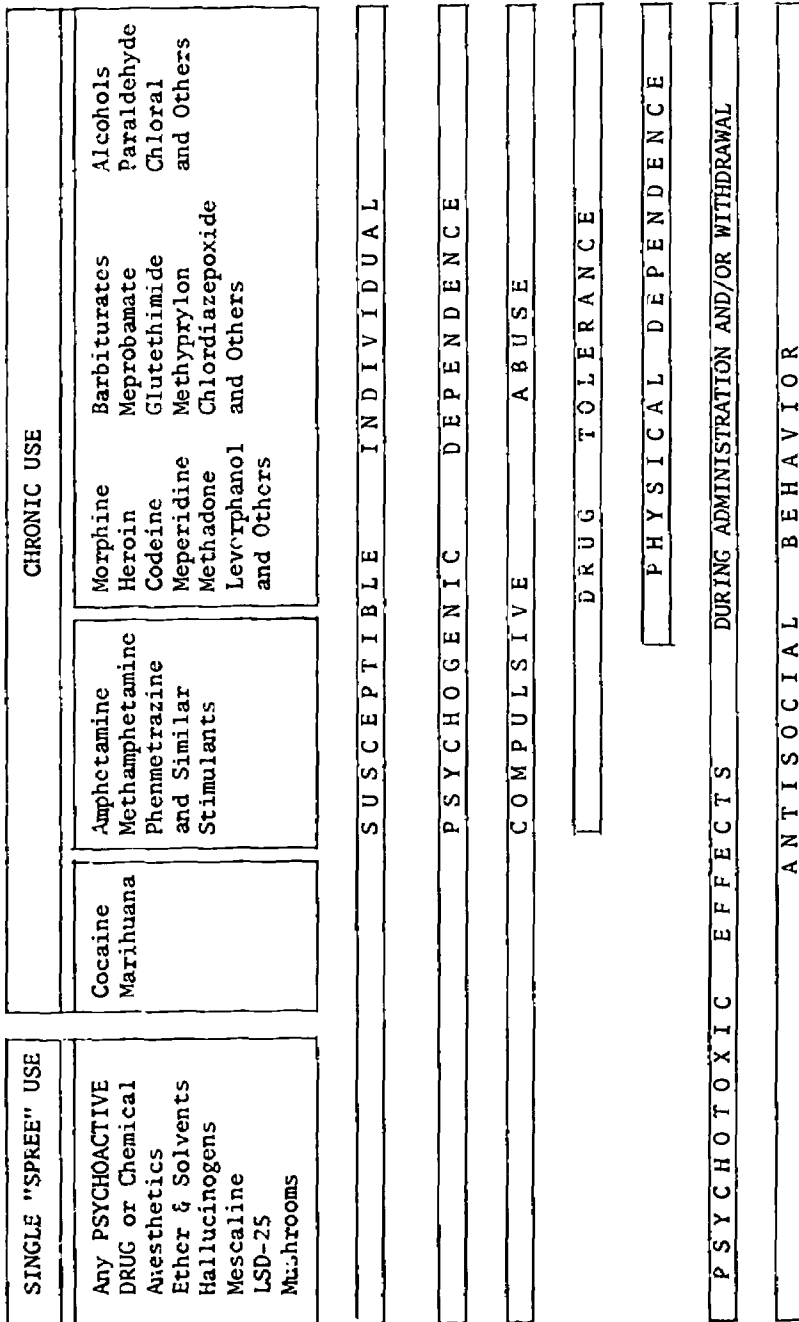 SINGLE "SPREE" USE
CHRONIC USE
Any PSYCHOACTIVE
DRUG or Chemical
Anesthetics
Ether & Solvents
Hallucinogens
Mescaline
LSD-25
Mushrooms
Cocaine
Marihuana
Amphetamine
Methamphetamine
Phenmetrazine
and Similar
Stimulants
Morphine
Heroin
Codeine
Meperidine
Methadone
Levorphanol
and Others
Barbiturates
Meprobamate
Glutethimide
Methyprylon
Chlordiazepoxide
and Others
Alcohols
Paraldehyde
Chloral
and Others
SUSCEPTIBLE INDIVIDUAL
PSYCHOGENIC DEPENDENCE
COMPULSIVE ABUSE
DRUG TOLERANCE
PHYSICAL DEPENDENCE
PSYCHOTOXIC EFFECTS DURING ADMINISTRATION AND/OR WITHDRAWAL
ANTISOCIAL BEHAVIOR